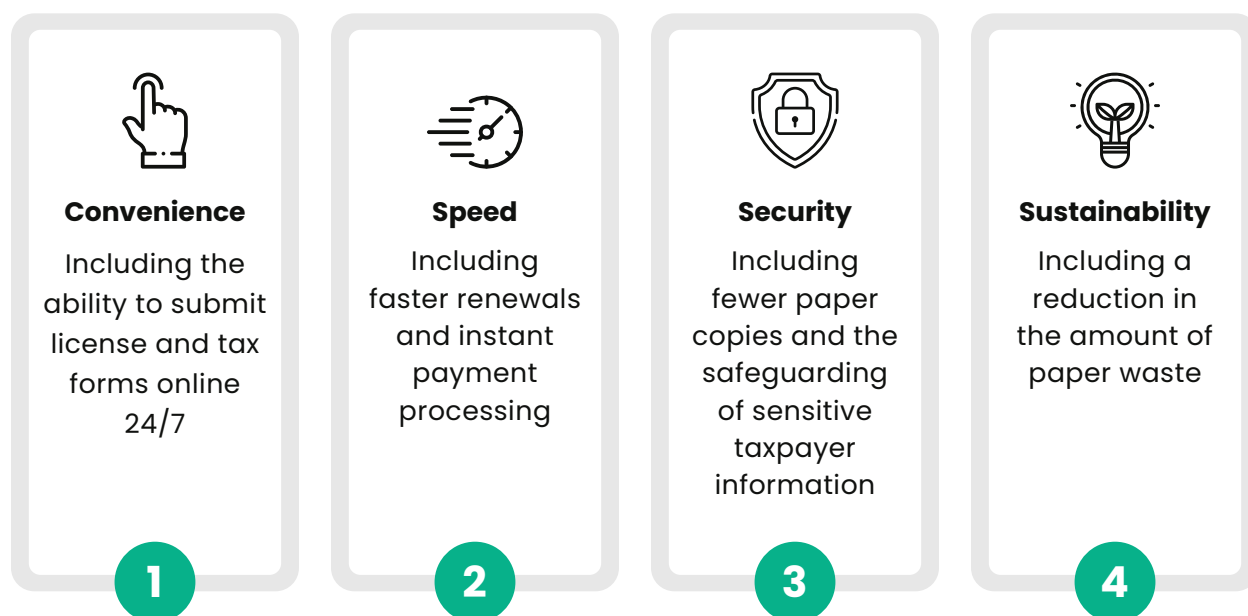 Convenience
Including the
ability to submit
license and tax
forms online
24/7
1
Speed
Including
faster renewals
and instant
payment
processing
2
Security
Including
fewer paper
copies and the
safeguarding
of sensitive
taxpayer
information
3
Sustainability
Including a
reduction in
the amount of
paper waste
4